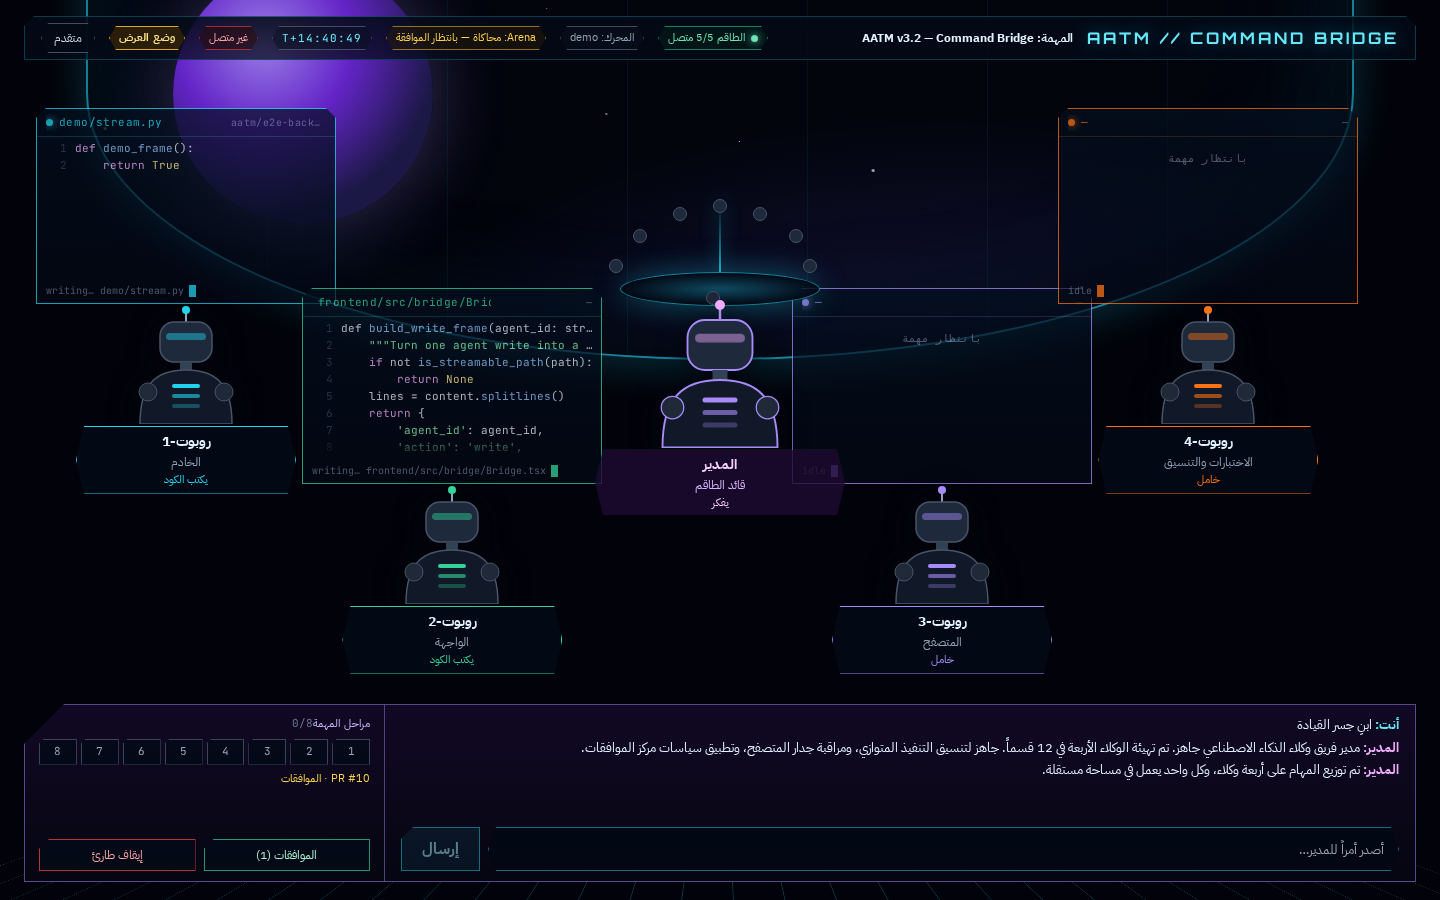 AATM // COMMAND BRIDGE
المهمة: AATM v3.2 — Command Bridge
الطاقم 5/5 متصل
المحرك: demo
Arena: محاكاة — بانتظار الموافقة
T+14:40:49
غير متصل
وضع العرض
متقدم
demo/stream.py
aatm/e2e-back…
1 def demo_frame():
2 return True
writing… demo/stream.py
روبوت-1
الخادم
يكتب الكود
frontend/src/bridge/Bric
—
1 def build_write_frame(agent_id: str…
2 """Turn one agent write into a …
3 if not is_streamable_path(path):
4 return None
5 lines = content.splitlines()
6 return {
7 'agent_id': agent_id,
8 'action': 'write',
writing… frontend/src/bridge/Bridge.tsx
روبوت-2
الواجهة
يكتب الكود
المدير
قائد الطاقم
يفكر
—
بانتظار مهمة
idle
روبوت-3
المتصفح
خامل
—
—
بانتظار مهمة
idle
روبوت-4
الاختبارات والتنسيق
خامل
أنت: ابنِ جسر القيادة
المدير: مدير فريق وكلاء الذكاء الاصطناعي جاهز. تم تهيئة الوكلاء الأربعة في 12 قسماً. جاهز لتنسيق التنفيذ المتوازي، ومراقبة جدار المتصفح، وتطبيق سياسات مركز الموافقات.
المدير: تم توزيع المهام على أربعة وكلاء، وكل واحد يعمل في مساحة مستقلة.
أصدر أمراً للمدير...
إرسال
مراحل المهمة 0/8
1 2 3 4 5 6 7 8
PR #10 · الموافقات
الموافقات (1)
إيقاف طارئ